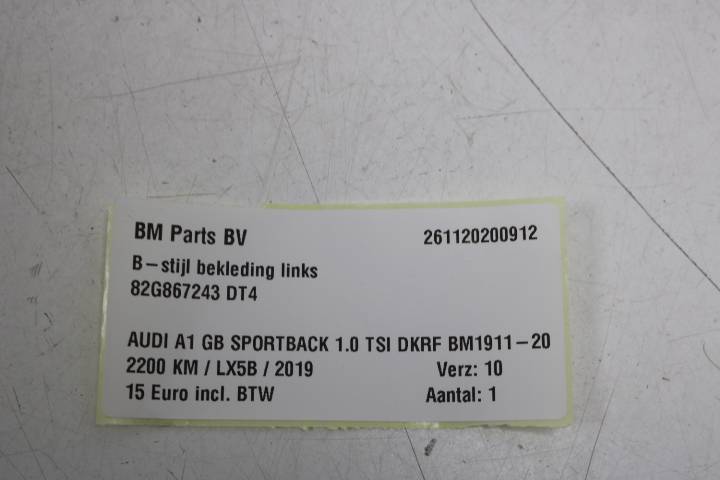 BM Parts BV 261120200912
B-stijl bekleding links
82G867243 DT4
AUDI A1 GB SPORTBACK 1.0 TSI DKRF BM1911-20
2200 KM / LX5B / 2019 Verz: 10
15 Euro incl. BTW Aantal: 1